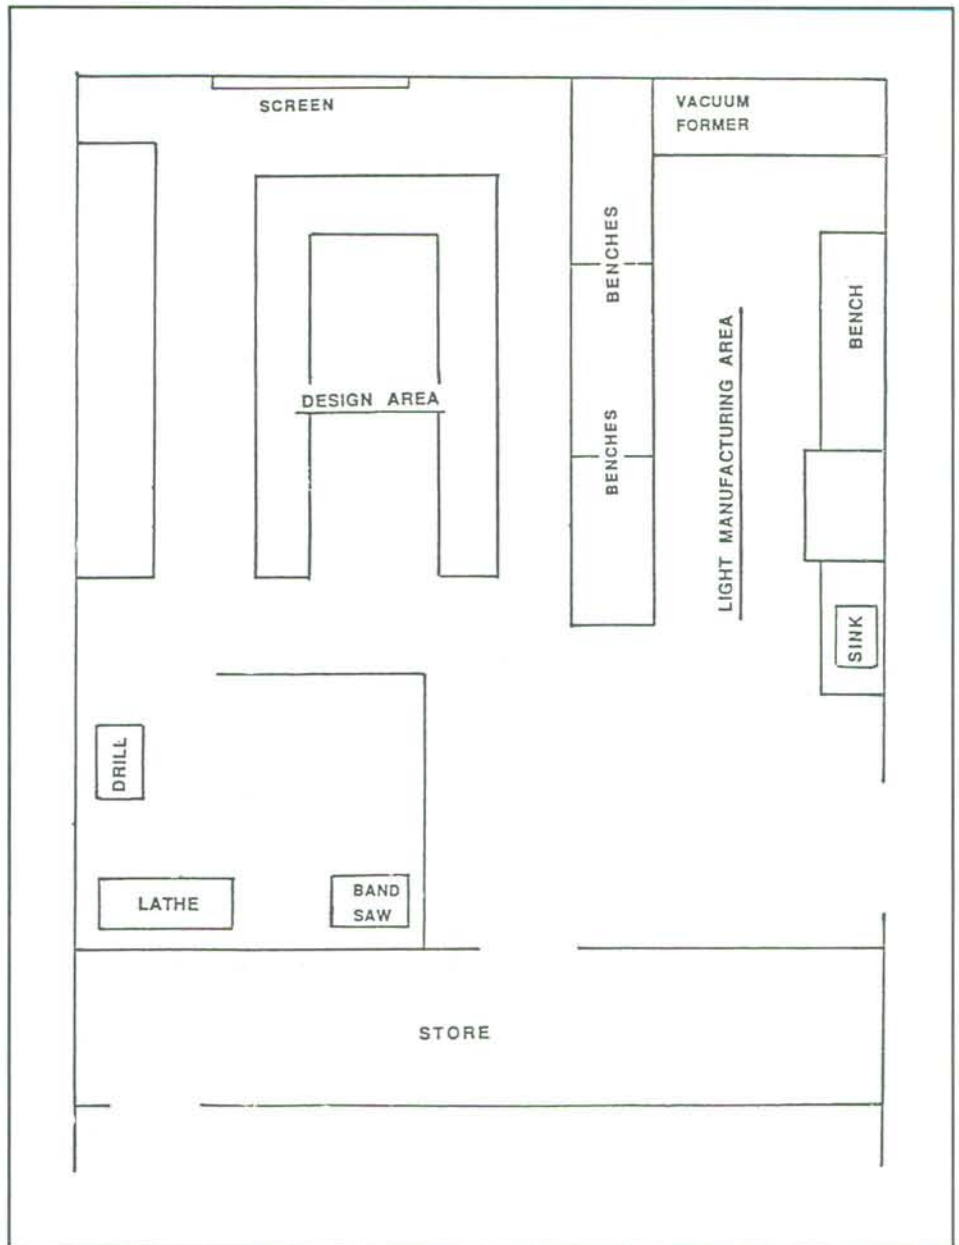 SCREEN
VACUUM
FORMER
BENCHES
BENCH
DESIGN AREA
BENCHES
LIGHT MANUFACTURING AREA
SINK
DRILL
LATHE
BAND
SAW
STORE